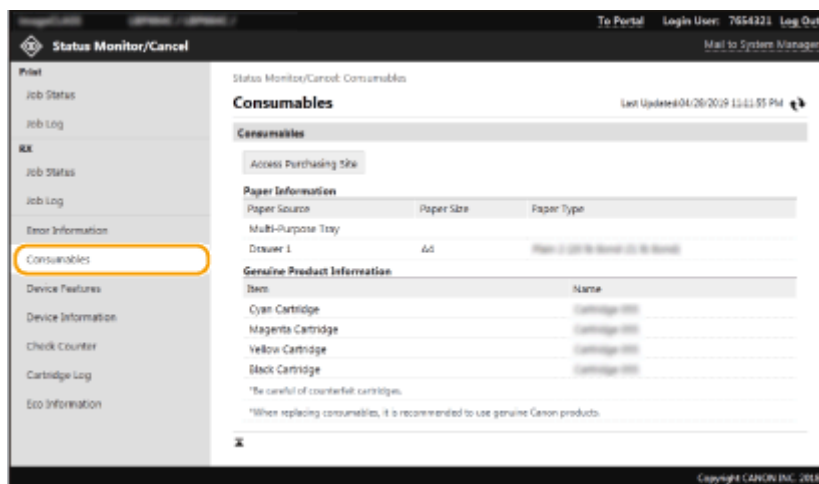 To Portal Login User: 7654321 Log Out
Status Monitor/Cancel
Mail to System Manager
Print
Job Status
Job Log
RX
Job Status
Job Log
Error Information
Consumables
Device Features
Device Information
Check Counter
Cartridge Log
Eco Information
Status Monitor/Cancel: Consumables
Consumables
Last Updated:04/28/2019 11:11:55 PM
Consumables
Access Purchasing Site
Paper Information
Paper Source Paper Size Paper Type
Multi-Purpose Tray
Drawer 1 A4
Genuine Product Information
Item Name
Cyan Cartridge
Magenta Cartridge
Yellow Cartridge
Black Cartridge
*Be careful of counterfeit cartridges.
*When replacing consumables, it is recommended to use genuine Canon products.
Copyright CANON INC. 2018